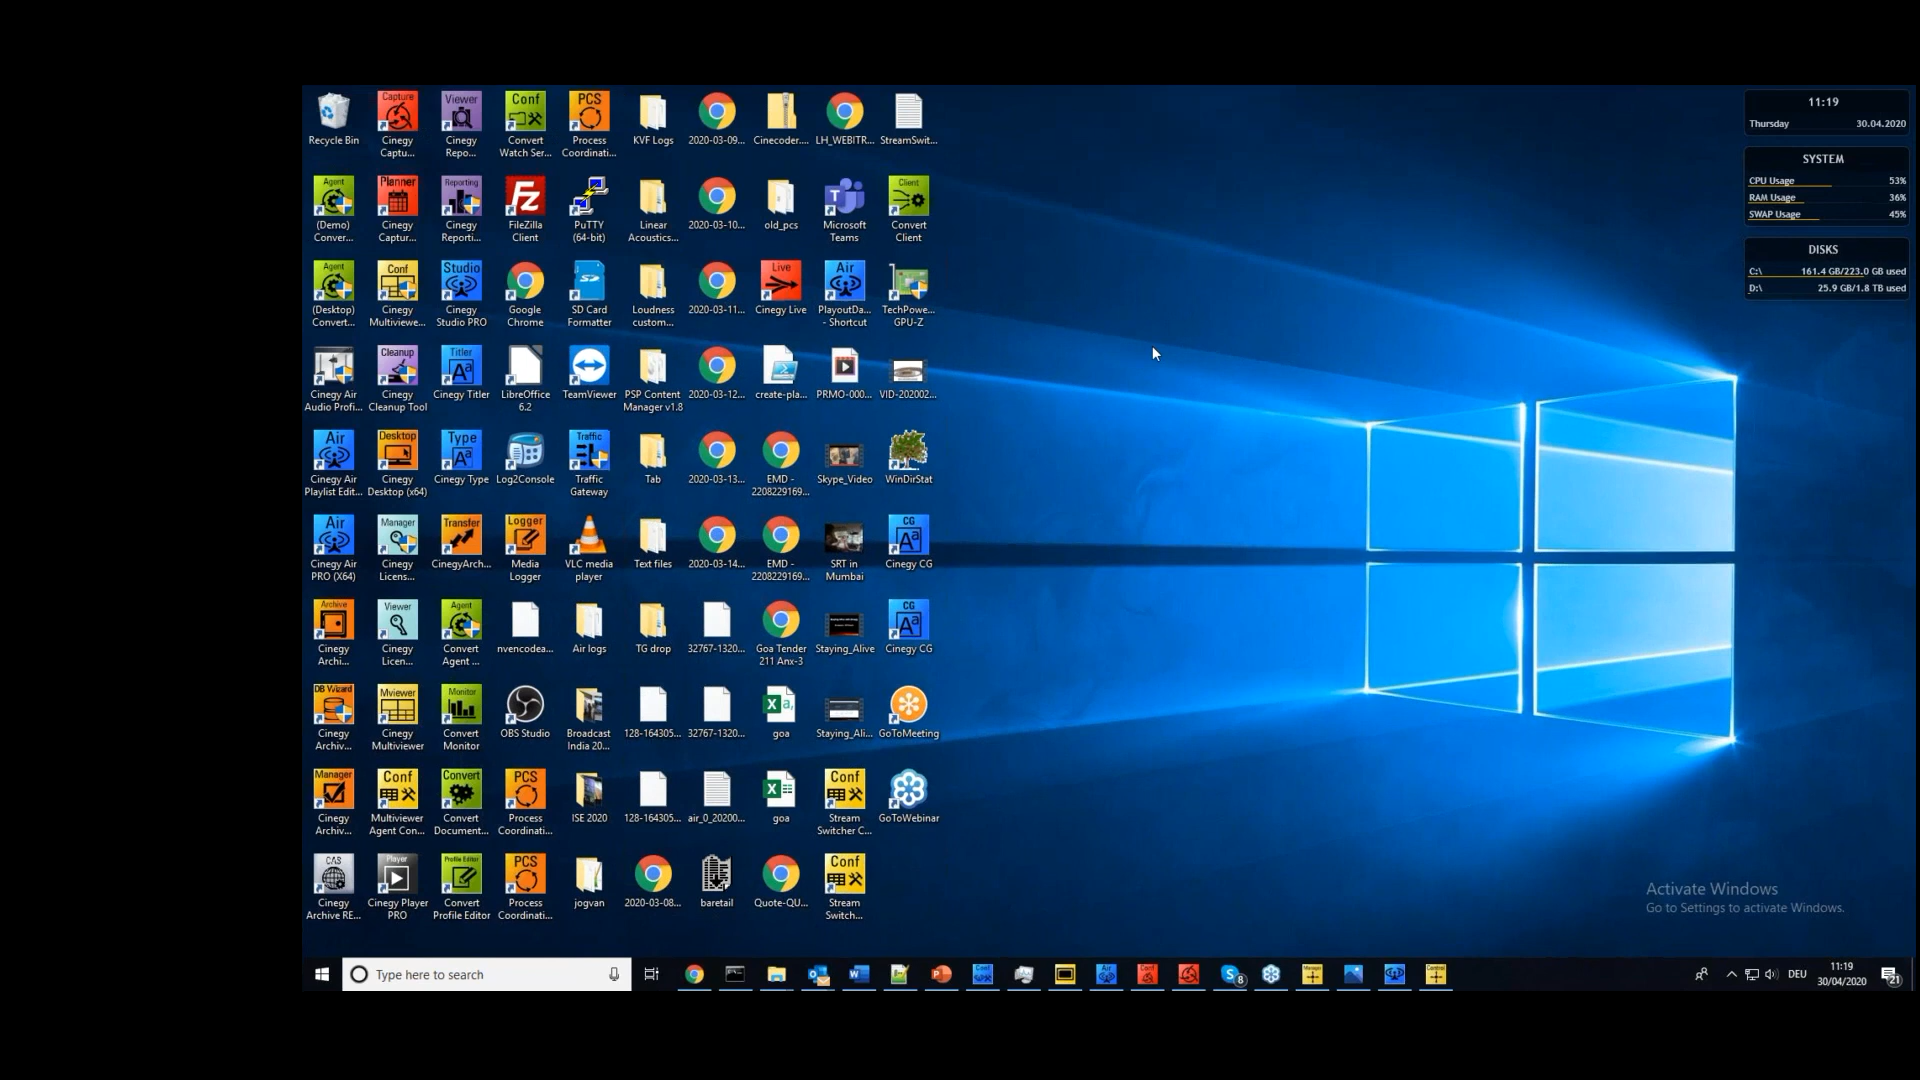 Recycle Bin
Capture
Cinegy
Captu...
Viewer
Cinegy
Repo...
Conf
Convert
Watch Ser...
PCS
Process
Coordinati...
KVF Logs
2020-03-09...
Cinecoder....
LH_WEBITR...
StreamSwit...
Agent
(Demo)
Conver...
Planner
Cinegy
Captur...
Reporting
Cinegy
Reporti...
FileZilla
Client
PuTTY
(64-bit)
Linear
Acoustics...
2020-03-10...
old_pcs
Microsoft
Teams
Client
Convert
Client
Agent
(Desktop)
Convert...
Conf
Cinegy
Multiviewe...
Studio
Cinegy
Studio PRO
Google
Chrome
SD Card
Formatter
Loudness
custom...
2020-03-11...
Live
Cinegy Live
Air
PlayoutDa...
- Shortcut
TechPowe...
GPU-Z
Cinegy Air
Audio Profi...
Cleanup
Cinegy
Cleanup Tool
Titler
Cinegy Titler
LibreOffice
6.2
TeamViewer
PSP Content
Manager v1.8
2020-03-12...
create-pla...
PRMO-000...
VID-202002...
Air
Cinegy Air
Playlist Edit...
Desktop
Cinegy
Desktop (x64)
Type
Cinegy Type
Log2Console
Traffic
Traffic
Gateway
Tab
2020-03-13...
EMD -
2208229169...
Skype_Video
WinDirStat
Air
Cinegy Air
PRO (X64)
Manager
Cinegy
Licens...
Transfer
CinegyArch...
Logger
Media
Logger
VLC media
player
Text files
2020-03-14...
EMD -
2208229169...
SRT in
Mumbai
CG
Cinegy CG
Archive
Cinegy
Archi...
Viewer
Cinegy
Licen...
Agent
Convert
Agent ...
nvencodea...
Air logs
TG drop
32767-1320...
Goa Tender
211 Anx-3
Staying_Alive
CG
Cinegy CG
DB Wizard
Cinegy
Archiv...
Mviewer
Cinegy
Multiviewer
Monitor
Convert
Monitor
OBS Studio
Broadcast
India 20...
128-164305...
32767-1320...
goa
Staying_Ali...
GoToMeeting
Manager
Cinegy
Archiv...
Conf
Multiviewer
Agent Con...
Convert
Convert
Document...
PCS
Process
Coordinati...
ISE 2020
128-164305...
air_0_20200...
goa
Conf
Stream
Switcher C...
GoToWebinar
CAS
Cinegy
Archive RE...
Player
Cinegy Player
PRO
Profile Editor
Convert
Profile Editor
PCS
Process
Coordinati...
jogvan
2020-03-08...
baretail
Quote-QU...
Conf
Stream
Switch...
11:19
Thursday 30.04.2020
SYSTEM
CPU Usage 53%
RAM Usage 36%
SWAP Usage 45%
DISKS
C:\ 161.4 GB/223.0 GB used
D:\ 25.9 GB/1.8 TB used
Activate Windows
Go to Settings to activate Windows.
Type here to search
DEU
11:19
30/04/2020
21